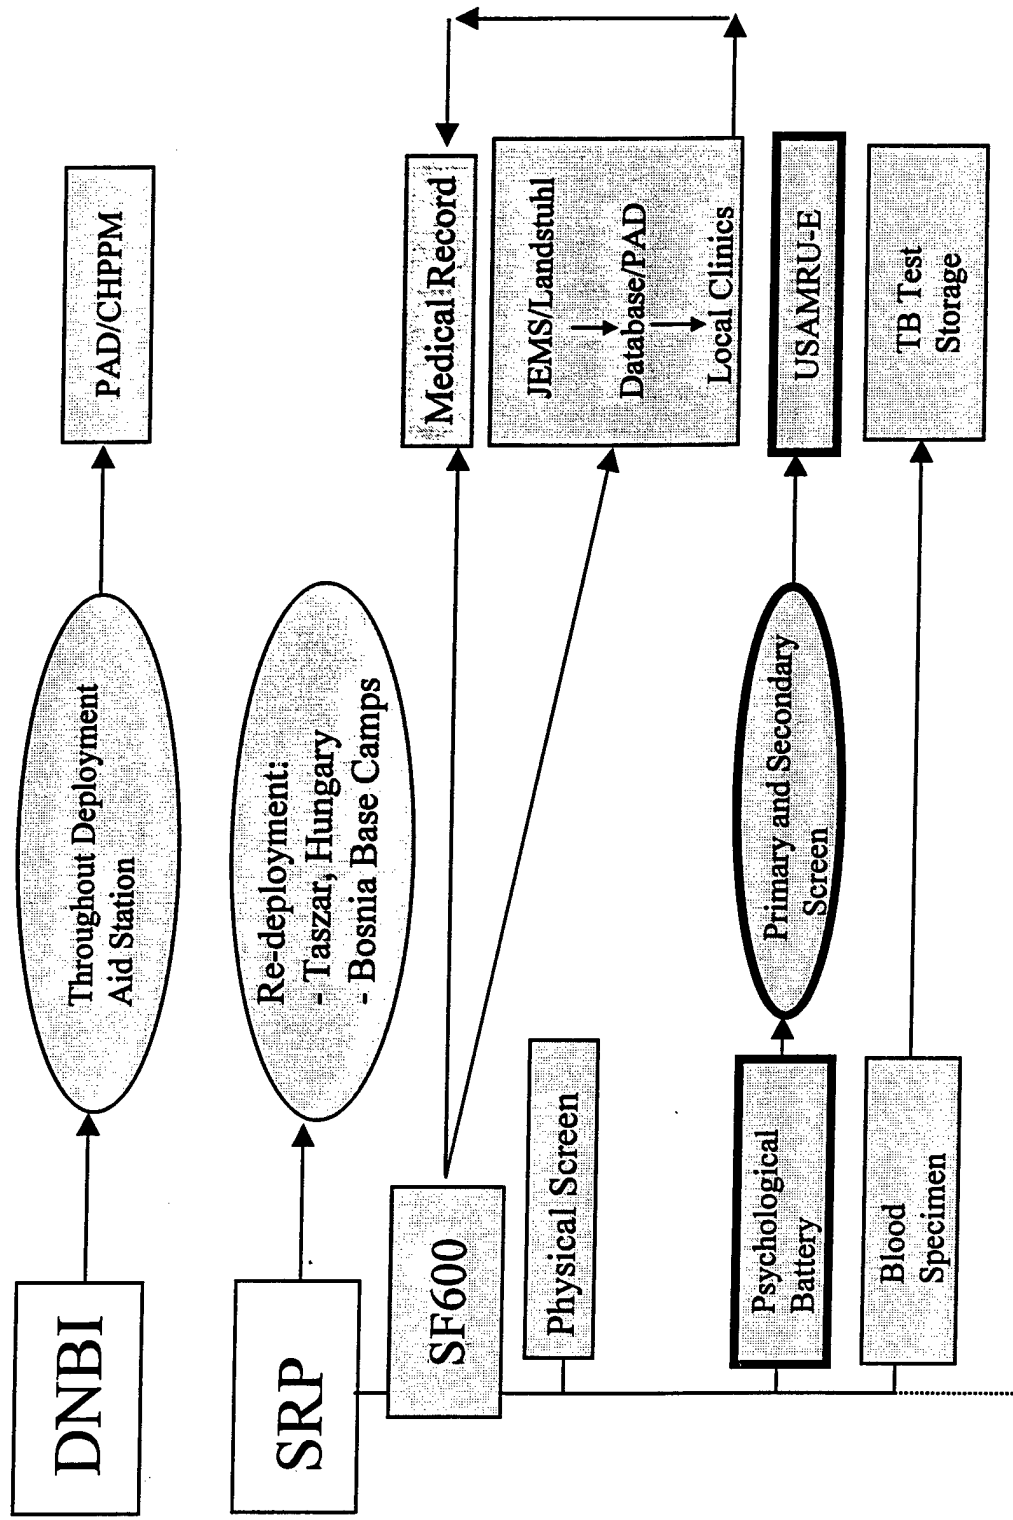 DNBI
Throughout Deployment
Aid Station
PAD/CHPPM
SRP
Re-deployment:
- Taszar, Hungary
- Bosnia Base Camps
SF600
Medical Record
JEMS/Landstuhl
Database/PAD
Local Clinics
Physical Screen
Psychological
Battery
Primary and Secondary
Screen
USAMRU-E
Blood
Specimen
TB Test
Storage